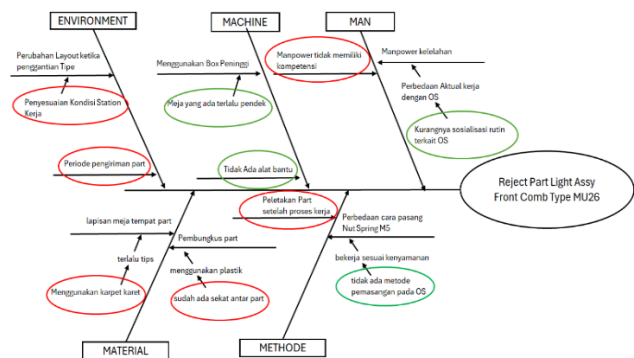 ENVIRONMENT
MACHINE
MAN
Perubahan Layout ketika
penggantian Tipe
Penyesuaian Kondisi Station
Kerja
Periode pengiriman part
Menggunakan Box Peninggi
Meja yang ada terlalu pendek
Tidak Ada alat bantu
Manpower tidak memiliki
kompetensi
Manpower kelelahan
Perbedaan Aktual kerja
dengan OS
Kurangnya sosialisasi rutin
terkait OS
Reject Part Light Assy
Front Comb Type MU26
lapisan meja tempat part
terlalu tips
Menggunakan karpet karet
Pembungkus part
menggunakan plastik
sudah ada sekat antar part
Peletakan Part
setelah proses kerja
Perbedaan cara pasang
Nut Spring M5
bekerja sesuai kenyamanan
tidak ada metode
pemasangan pada OS
MATERIAL
METHODE